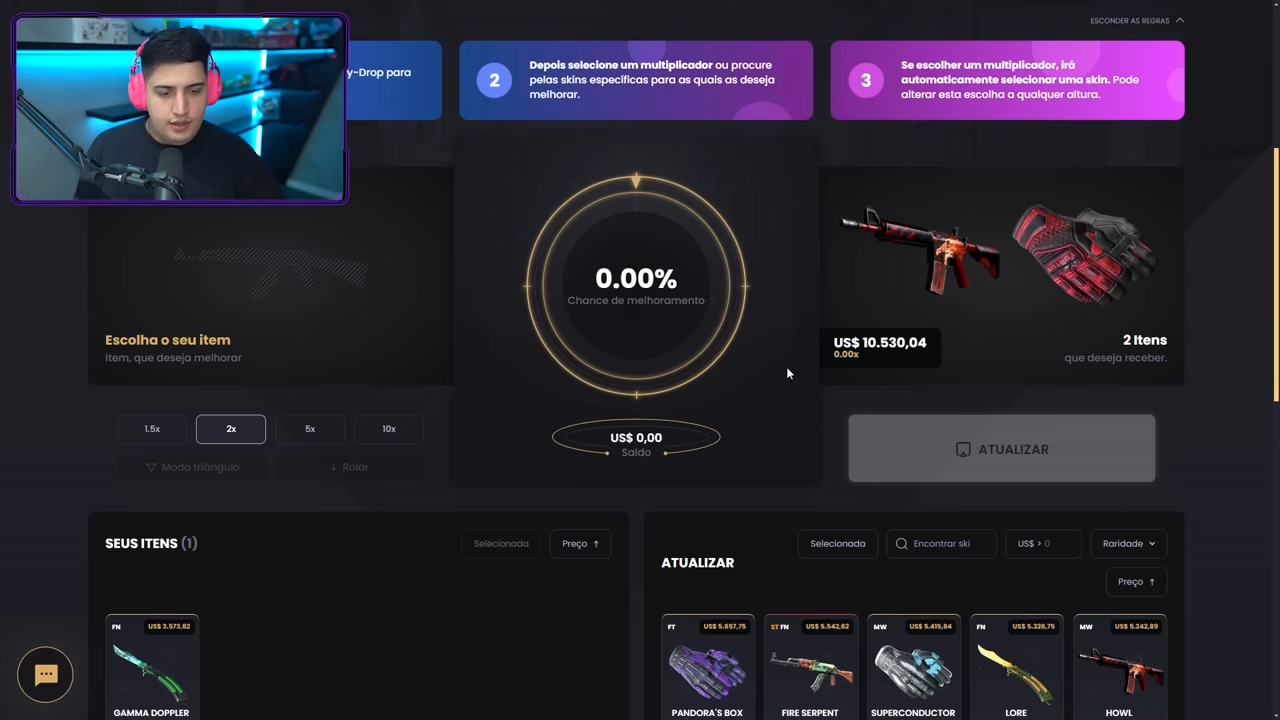 ESCONDER AS REGRAS
y-Drop para
2
Depois selecione um multiplicador ou procure
pelas skins específicas para as quais as deseja
melhorar.
3
Se escolher um multiplicador, irá
automaticamente selecionar uma skin. Pode
alterar esta escolha a qualquer altura.
0.00%
Chance de melhoramento
Escolha o seu item
Item, que deseja melhorar
US$ 10.530,04
0.00x
2 Itens
que deseja receber.
1.5x
2x
5x
10x
Modo triângulo
Rolar
US$ 0,00
Saldo
ATUALIZAR
SEUS ITENS (1)
Selecionada
Preço
ATUALIZAR
Selecionada
Encontrar ski
US$ > 0
Raridade
Preço
FN
US$ 3.573,62
GAMMA DOPPLER
FT
US$ 5.657,75
PANDORA'S BOX
ST FN
US$ 5.542,62
FIRE SERPENT
MW
US$ 5.415,64
SUPERCONDUCTOR
FN
US$ 5.326,75
LORE
MW
US$ 5.242,89
HOWL